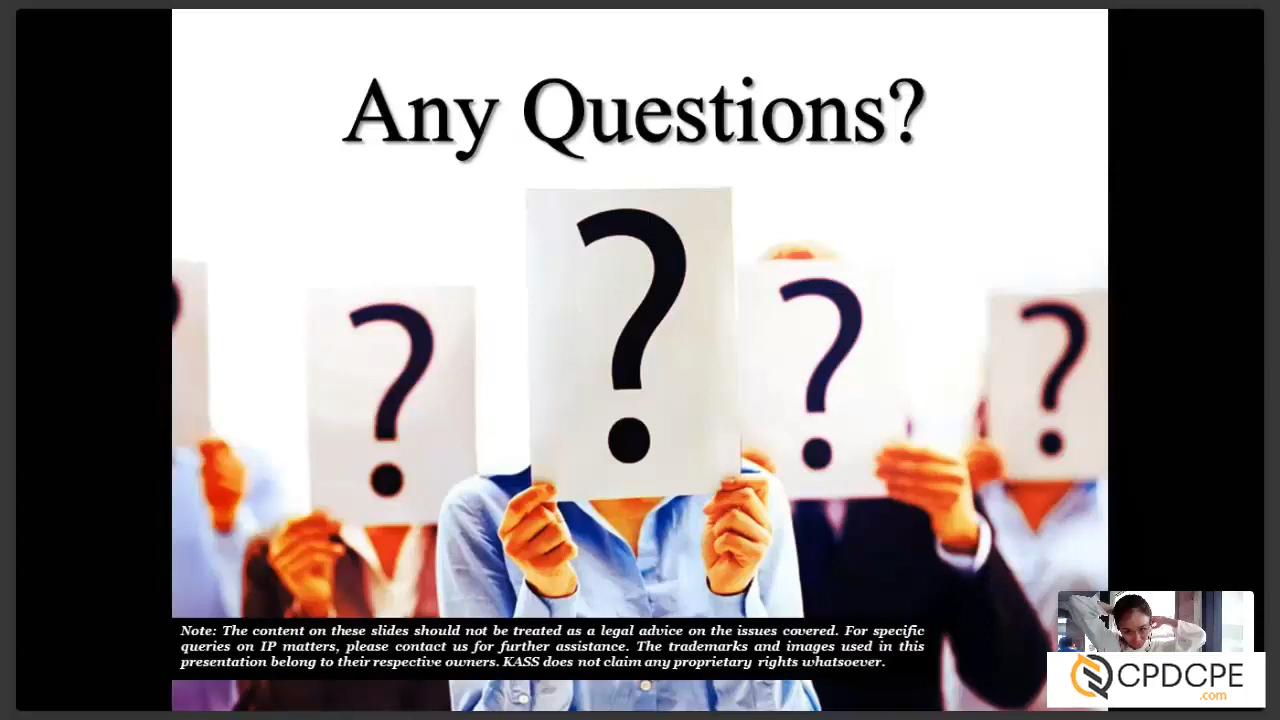 Any Questions?
?
?
?
?
?
Note: The content on these slides should not be treated as a legal advice on the issues covered. For specific
queries on IP matters, please contact us for further assistance. The trademarks and images used in this
presentation belong to their respective owners. KASS does not claim any proprietary rights whatsoever.
CPDCPE
.com